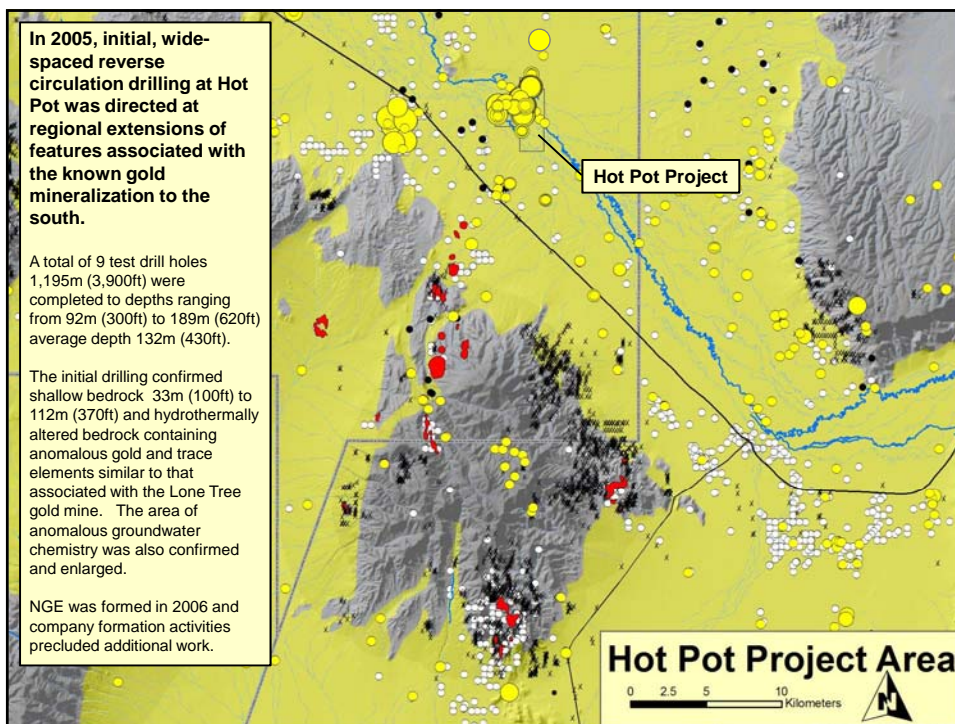 In 2005, initial, wide-
spaced reverse
circulation drilling at Hot
Pot was directed at
regional extensions of
features associated with
the known gold
mineralization to the
south.
A total of 9 test drill holes
1,195m (3,900ft) were
completed to depths ranging
from 92m (300ft) to 189m (620ft)
average depth 132m (430ft).
The initial drilling confirmed
shallow bedrock 33m (100ft) to
112m (370ft) and hydrothermally
altered bedrock containing
anomalous gold and trace
elements similar to that
associated with the Lone Tree
gold mine. The area of
anomalous groundwater
chemistry was also confirmed
and enlarged.
NGE was formed in 2006 and
company formation activities
precluded additional work.
Hot Pot Project
Hot Pot Project Area
0 2.5 5 10
Kilometers
N